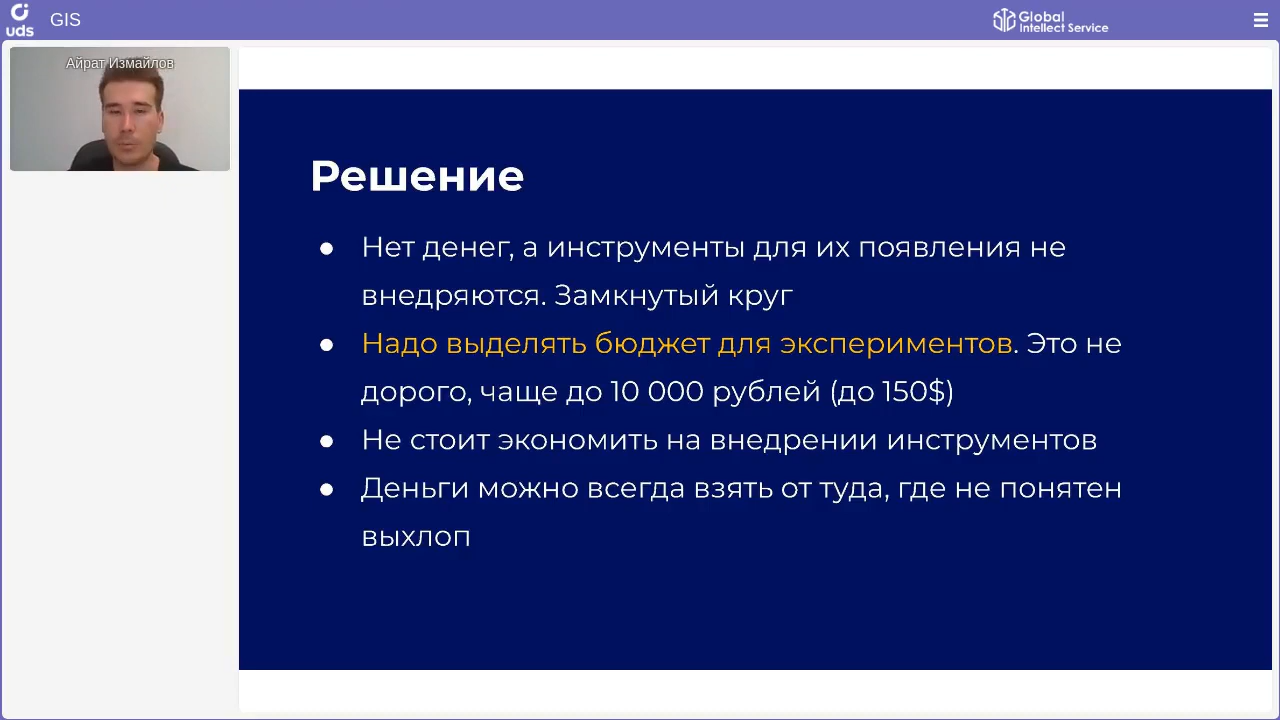 uds
GIS
Global
Intellect Service
Айрат Измайлов
Решение
● Нет денег, а инструменты для их появления не
внедряются. Замкнутый круг
● Надо выделять бюджет для экспериментов. Это не
дорого, чаще до 10 000 рублей (до 150$)
● Не стоит экономить на внедрении инструментов
● Деньги можно всегда взять от туда, где не понятен
выхлоп